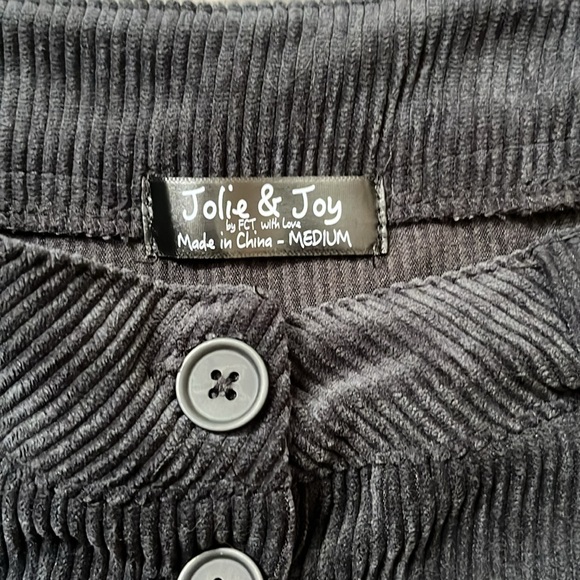 Jolie & Joy
by FCT with Love
Made in China - MEDIUM